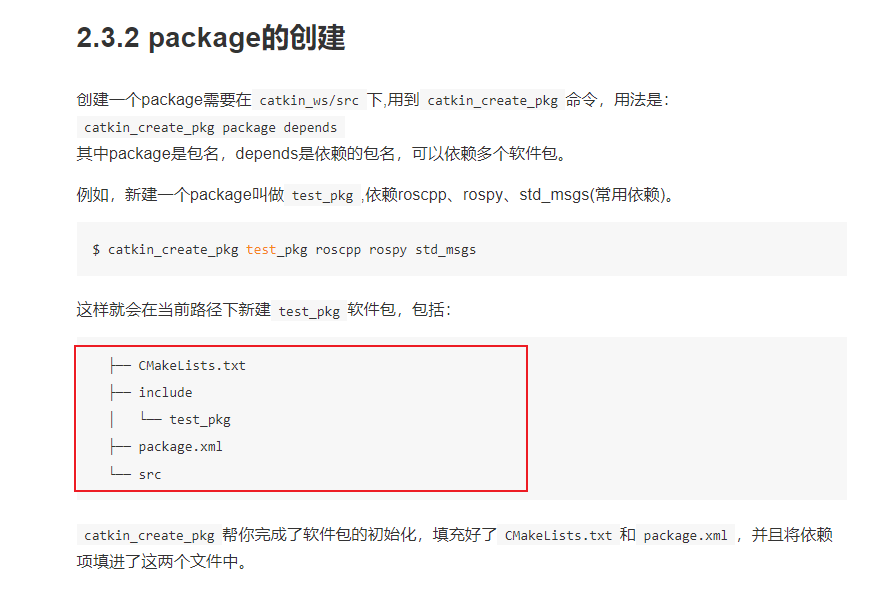 2.3.2 package的创建
创建一个package需要在 catkin_ws/src 下,用到 catkin_create_pkg 命令，用法是：
catkin_create_pkg package depends
其中package是包名，depends是依赖的包名，可以依赖多个软件包。
例如，新建一个package叫做 test_pkg ,依赖roscpp、rospy、std_msgs(常用依赖)。
$ catkin_create_pkg test_pkg roscpp rospy std_msgs
这样就会在当前路径下新建 test_pkg 软件包，包括：
├── CMakeLists.txt
├── include
│   └── test_pkg
├── package.xml
└── src
catkin_create_pkg 帮你完成了软件包的初始化，填充好了 CMakeLists.txt 和 package.xml ，并且将依赖
项填进了这两个文件中。